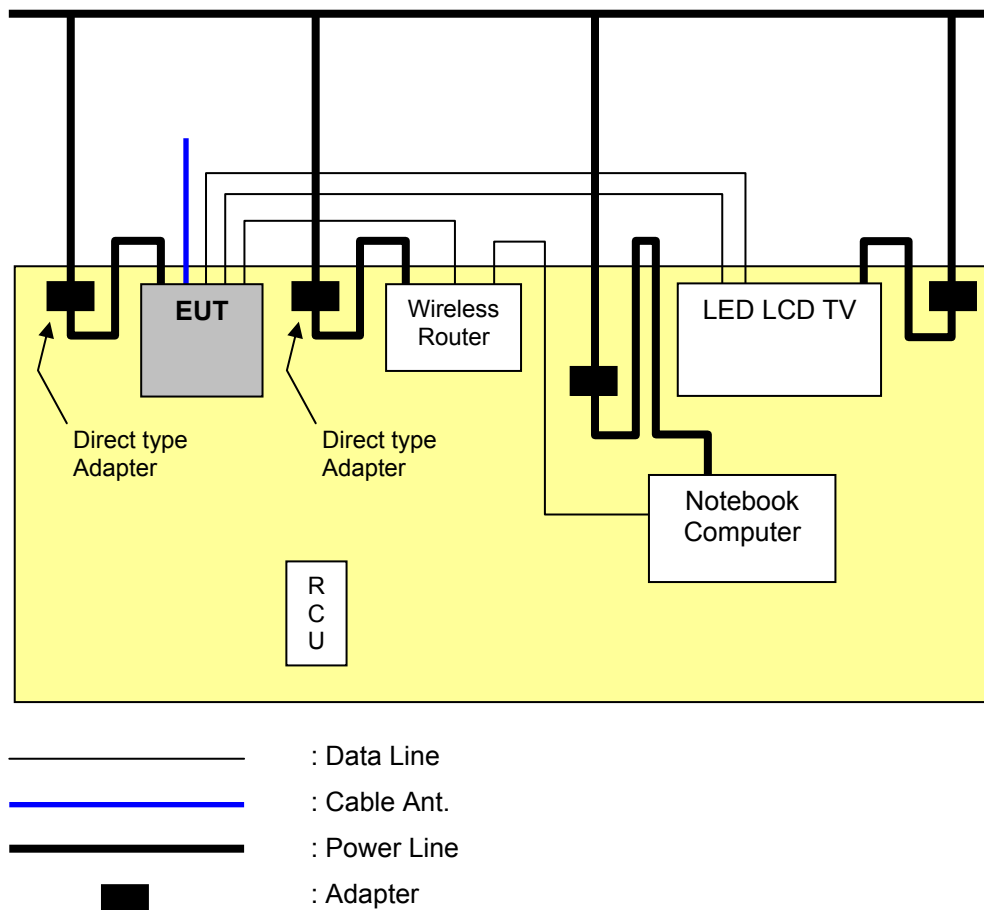 EUT
Wireless
Router
LED LCD TV
Direct type
Adapter
Direct type
Adapter
Notebook
Computer
R
C
U
: Data Line
: Cable Ant.
: Power Line
: Adapter